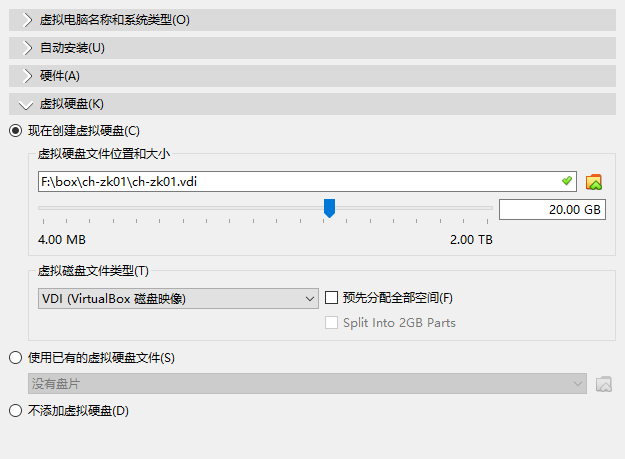 虚拟电脑名称和系统类型(O)
自动安装(U)
硬件(A)
虚拟硬盘(K)
现在创建虚拟硬盘(C)
虚拟硬盘文件位置和大小
F:\box\ch-zk01\ch-zk01.vdi
20.00 GB
4.00 MB 2.00 TB
虚拟磁盘文件类型(T)
VDI (VirtualBox 磁盘映像) 预先分配全部空间(F)
Split Into 2GB Parts
使用已有的虚拟硬盘文件(S)
没有盘片
不添加虚拟硬盘(D)